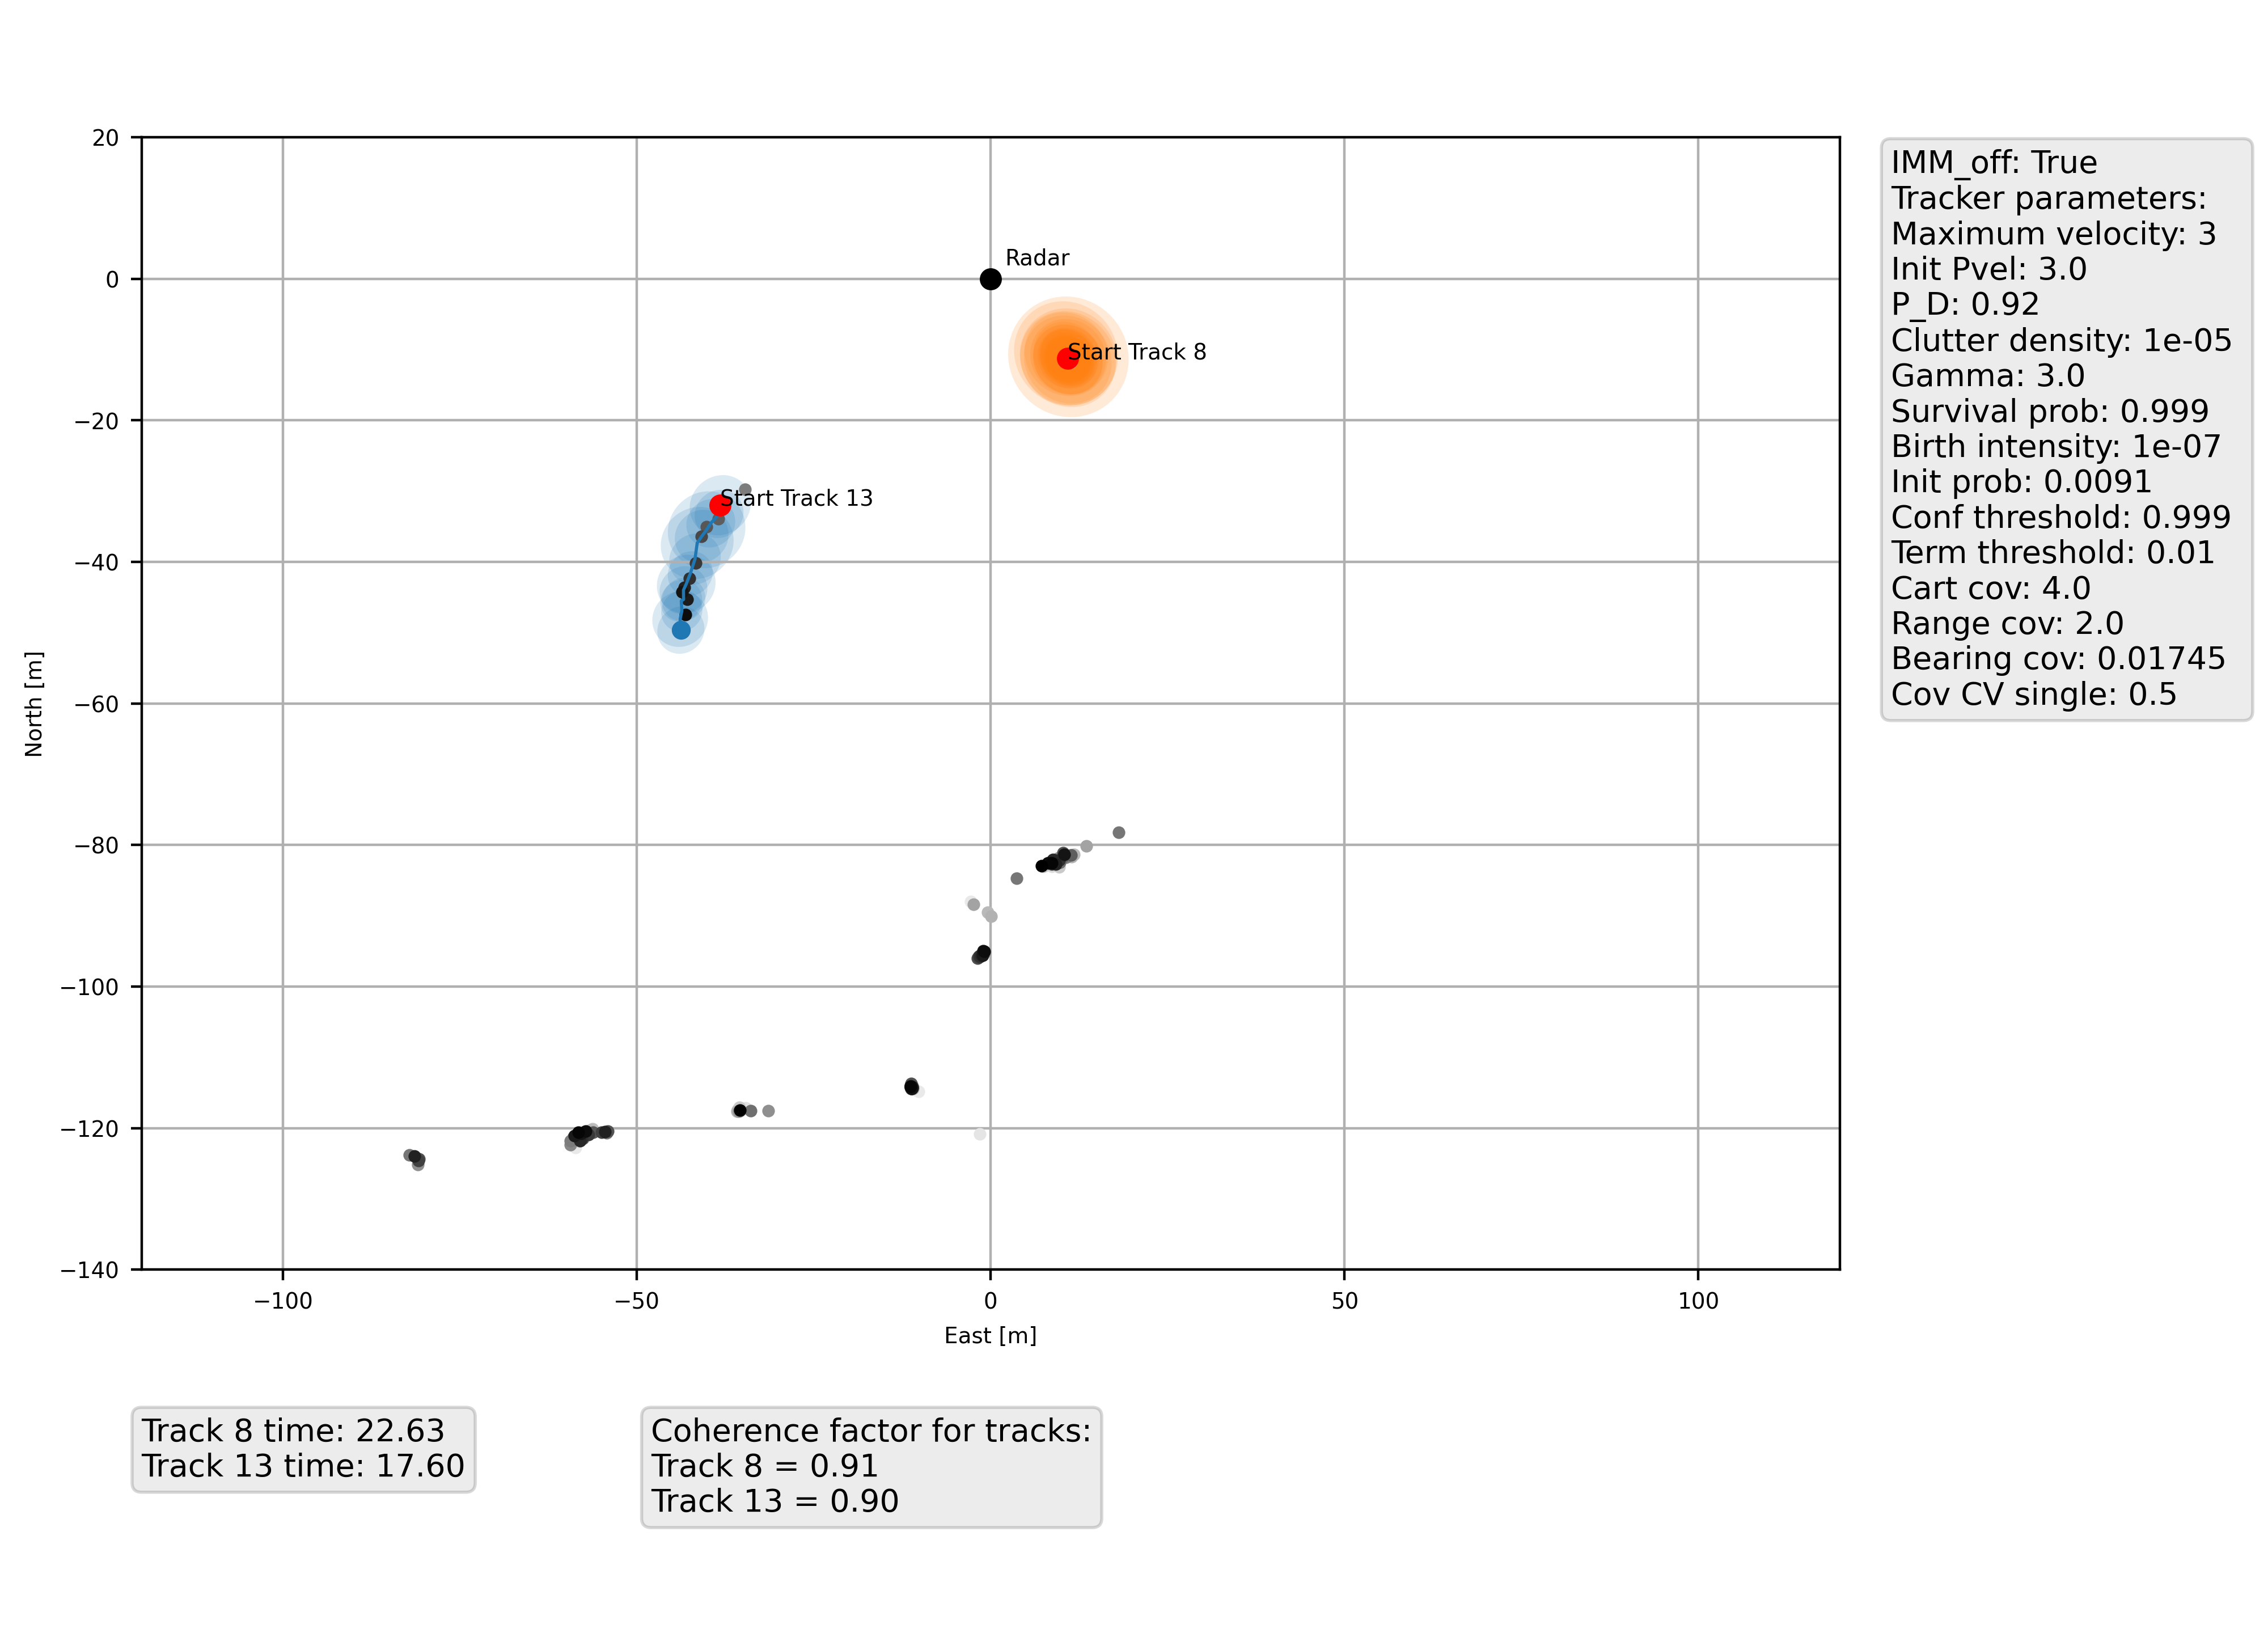 20
0
−20
−40
−60
−80
−100
−120
−140
North [m]
−100
−50
0
50
100
East [m]
Radar
Start Track 8
Start Track 13
IMM_off: True
Tracker parameters:
Maximum velocity: 3
Init Pvel: 3.0
P_D: 0.92
Clutter density: 1e-05
Gamma: 3.0
Survival prob: 0.999
Birth intensity: 1e-07
Init prob: 0.0091
Conf threshold: 0.999
Term threshold: 0.01
Cart cov: 4.0
Range cov: 2.0
Bearing cov: 0.01745
Cov CV single: 0.5
Track 8 time: 22.63
Track 13 time: 17.60
Coherence factor for tracks:
Track 8 = 0.91
Track 13 = 0.90